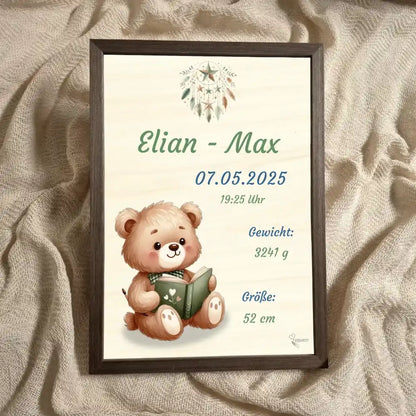 Elian - Max
07.05.2025
19:25 Uhr
Gewicht:
3241 g
Größe:
52 cm